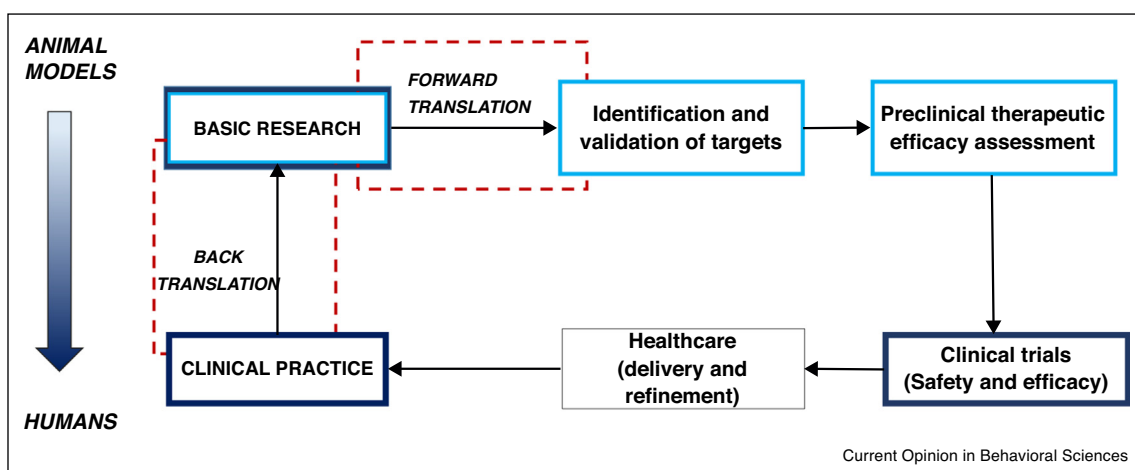 ANIMAL
MODELS
FORWARD
TRANSLATION
BASIC RESEARCH
Identification and
validation of targets
Preclinical therapeutic
efficacy assessment
BACK
TRANSLATION
CLINICAL PRACTICE
Healthcare
(delivery and
refinement)
Clinical trials
(Safety and efficacy)
HUMANS
Current Opinion in Behavioral Sciences